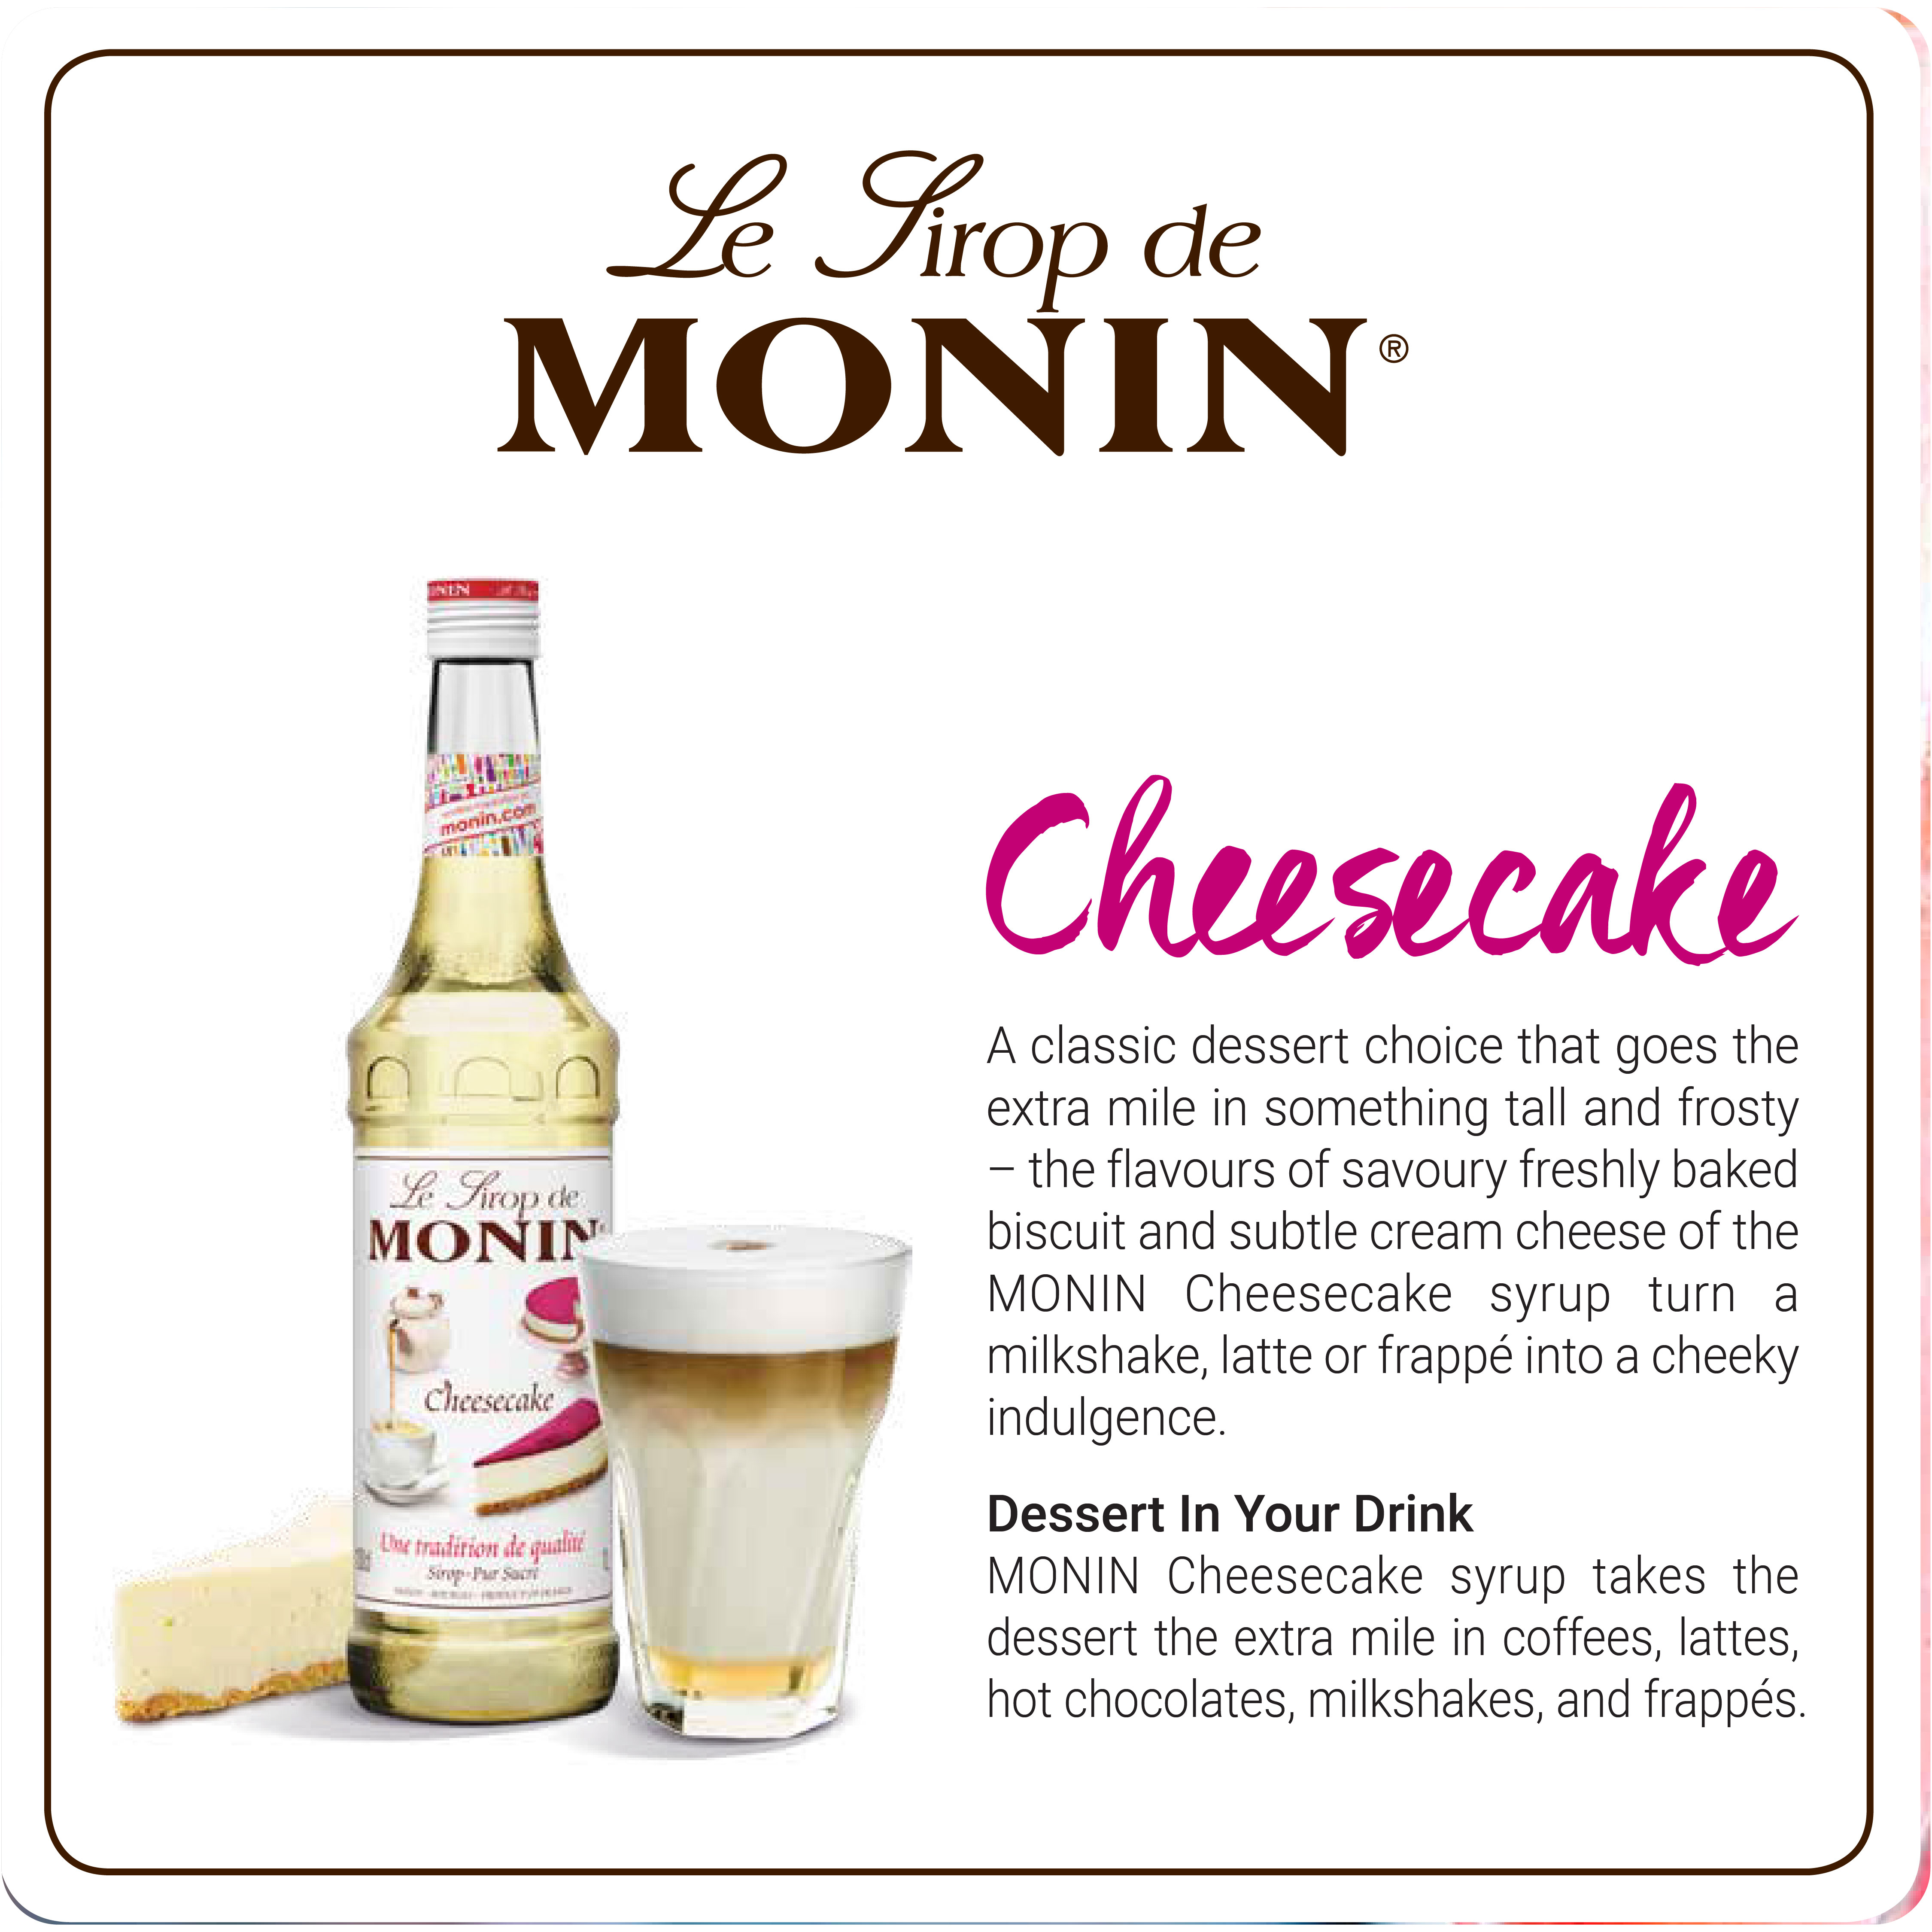 Le Sirop de
MONIN®
monin.com
Cheesecake
A classic dessert choice that goes the
extra mile in something tall and frosty
– the flavours of savoury freshly baked
biscuit and subtle cream cheese of the
MONIN Cheesecake syrup turn a
milkshake, latte or frappé into a cheeky
indulgence.
Dessert In Your Drink
MONIN Cheesecake syrup takes the
dessert the extra mile in coffees, lattes,
hot chocolates, milkshakes, and frappés.
Le Sirop de
MONIN
Cheesecake
Une tradition de qualité
Sirop-Pur Sucre